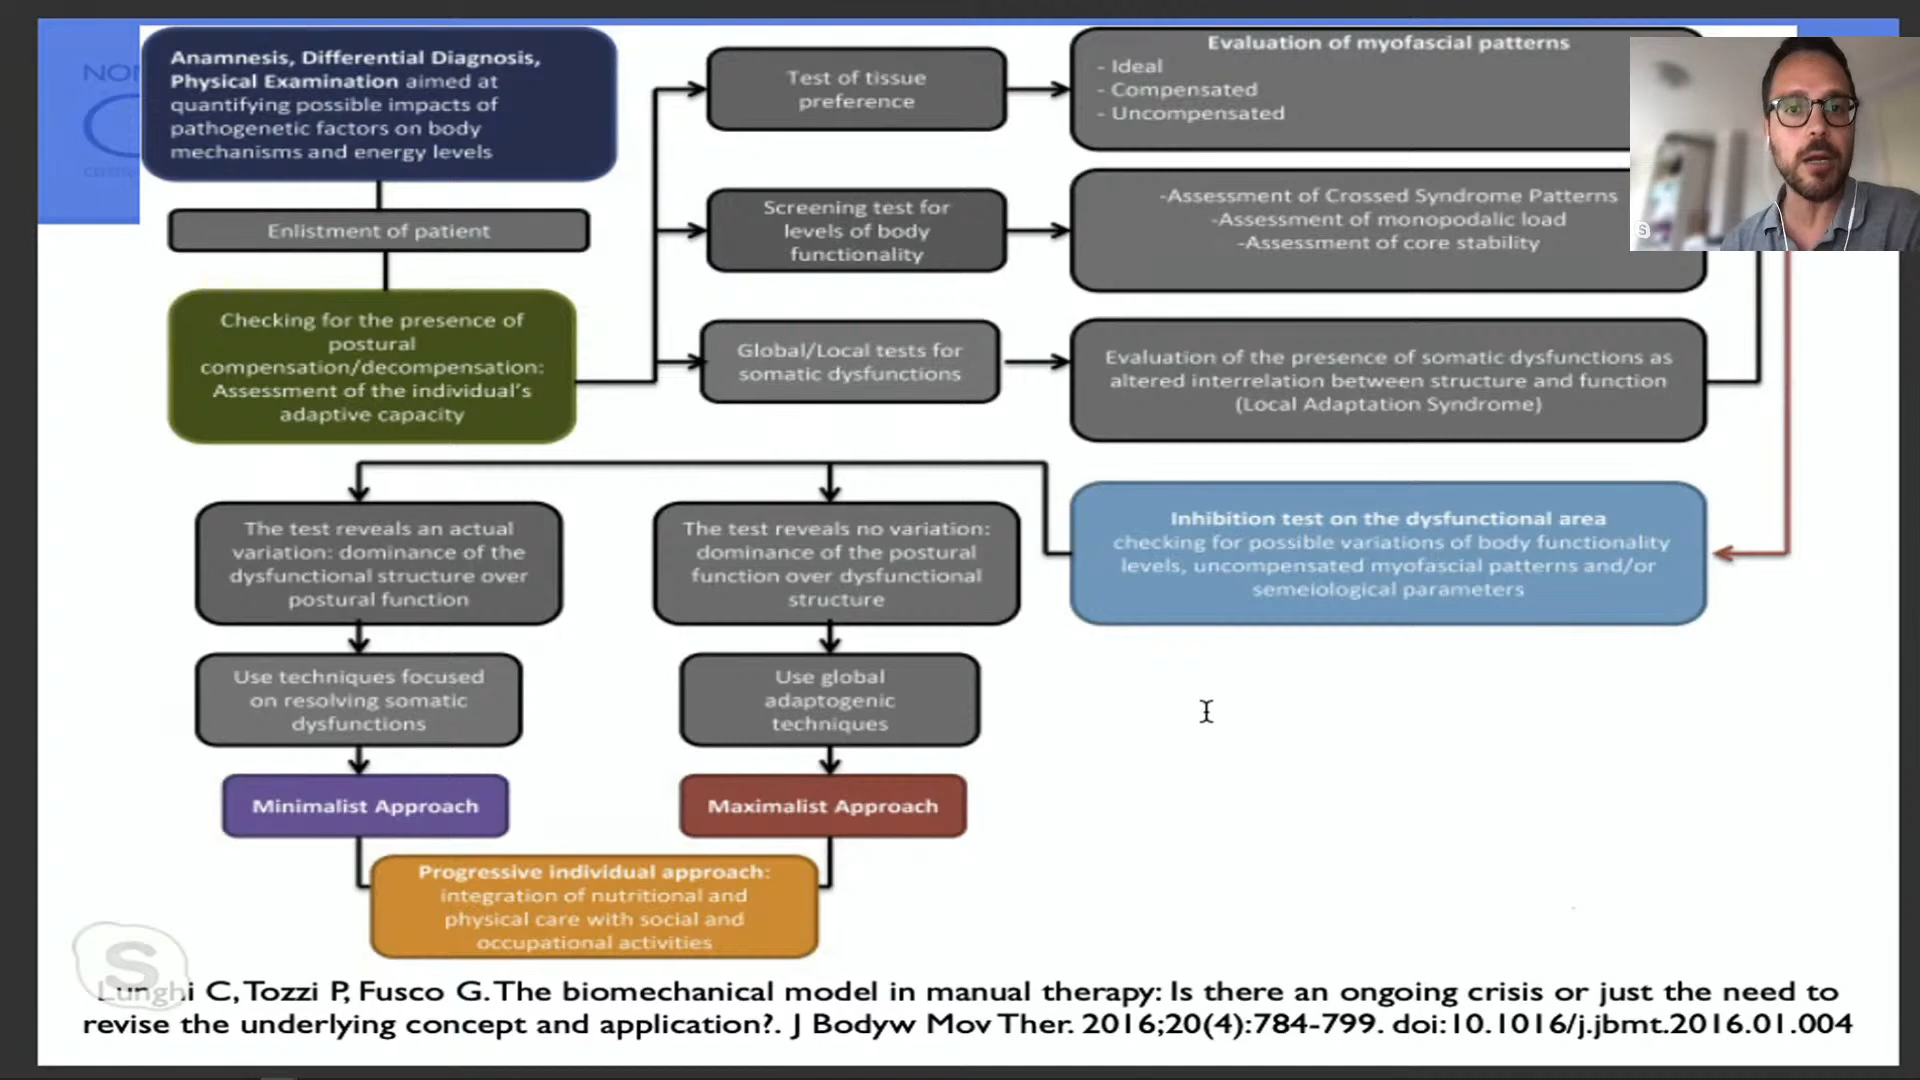 NO
Anamnesis, Differential Diagnosis,
Physical Examination aimed at
quantifying possible impacts of
pathogenetic factors on body
mechanisms and energy levels
Enlistment of patient
Checking for the presence of
postural
compensation/decompensation:
Assessment of the individual's
adaptive capacity
Test of tissue
preference
Evaluation of myofascial patterns
- Ideal
- Compensated
- Uncompensated
Screening test for
levels of body
functionality
-Assessment of Crossed Syndrome Patterns
-Assessment of monopodalic load
-Assessment of core stability
Global/Local tests for
somatic dysfunctions
Evaluation of the presence of somatic dysfunctions as
altered interrelation between structure and function
(Local Adaptation Syndrome)
Inhibition test on the dysfunctional area
checking for possible variations of body functionality
levels, uncompensated myofascial patterns and/or
semeiological parameters
The test reveals an actual
variation: dominance of the
dysfunctional structure over
postural function
The test reveals no variation:
dominance of the postural
function over dysfunctional
structure
Use techniques focused
on resolving somatic
dysfunctions
Use global
adaptogenic
techniques
Minimalist Approach
Maximalist Approach
Progressive individual approach:
integration of nutritional and
physical care with social and
occupational activities
S
S
Lunghi C, Tozzi P, Fusco G. The biomechanical model in manual therapy: Is there an ongoing crisis or just the need to
revise the underlying concept and application?. J Bodyw Mov Ther. 2016;20(4):784-799. doi:10.1016/j.jbmt.2016.01.004